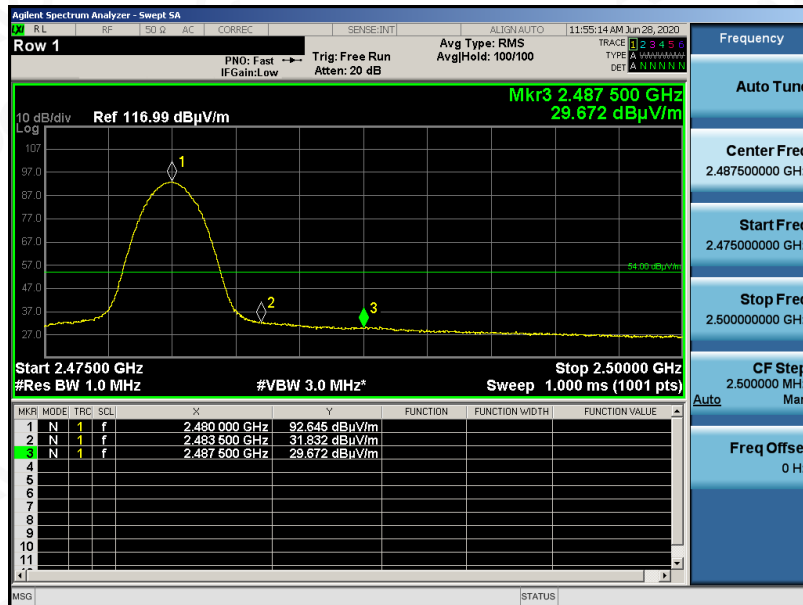 Agilent Spectrum Analyzer - Swept SA
LXI RL RF 50 Ω AC CORREC SENSE:INT ALIGN AUTO 11:55:14 AM Jun 28, 2020
Row 1
PNO: Fast
IFGain:Low
Trig: Free Run
Atten: 20 dB
Avg Type: RMS
Avg|Hold: 100/100
TRACE 1 2 3 4 5 6
TYPE A WWWWW
DET A N N N N N
Mkr3 2.487 500 GHz
29.672 dBµV/m
10 dB/div Ref 116.99 dBµV/m
Log
107
97.0
87.0
77.0
67.0
47.0
37.0
27.0
1
2
3
54.00 dBµV/m
Start 2.47500 GHz Stop 2.50000 GHz
#Res BW 1.0 MHz #VBW 3.0 MHz* Sweep 1.000 ms (1001 pts)
MKR MODE TRC SCL X Y FUNCTION FUNCTION WIDTH FUNCTION VALUE
1 N 1 f 2.480 000 GHz 92.645 dBµV/m
2 N 1 f 2.483 500 GHz 31.832 dBµV/m
3 N 1 f 2.487 500 GHz 29.672 dBµV/m
4
5
6
7
8
9
10
11
MSG STATUS
Frequency
Auto Tune
Center Freq
2.487500000 GH
Start Freq
2.475000000 GH
Stop Freq
2.500000000 GH
CF Step
2.500000 MH
Auto Man
Freq Offse
0 H